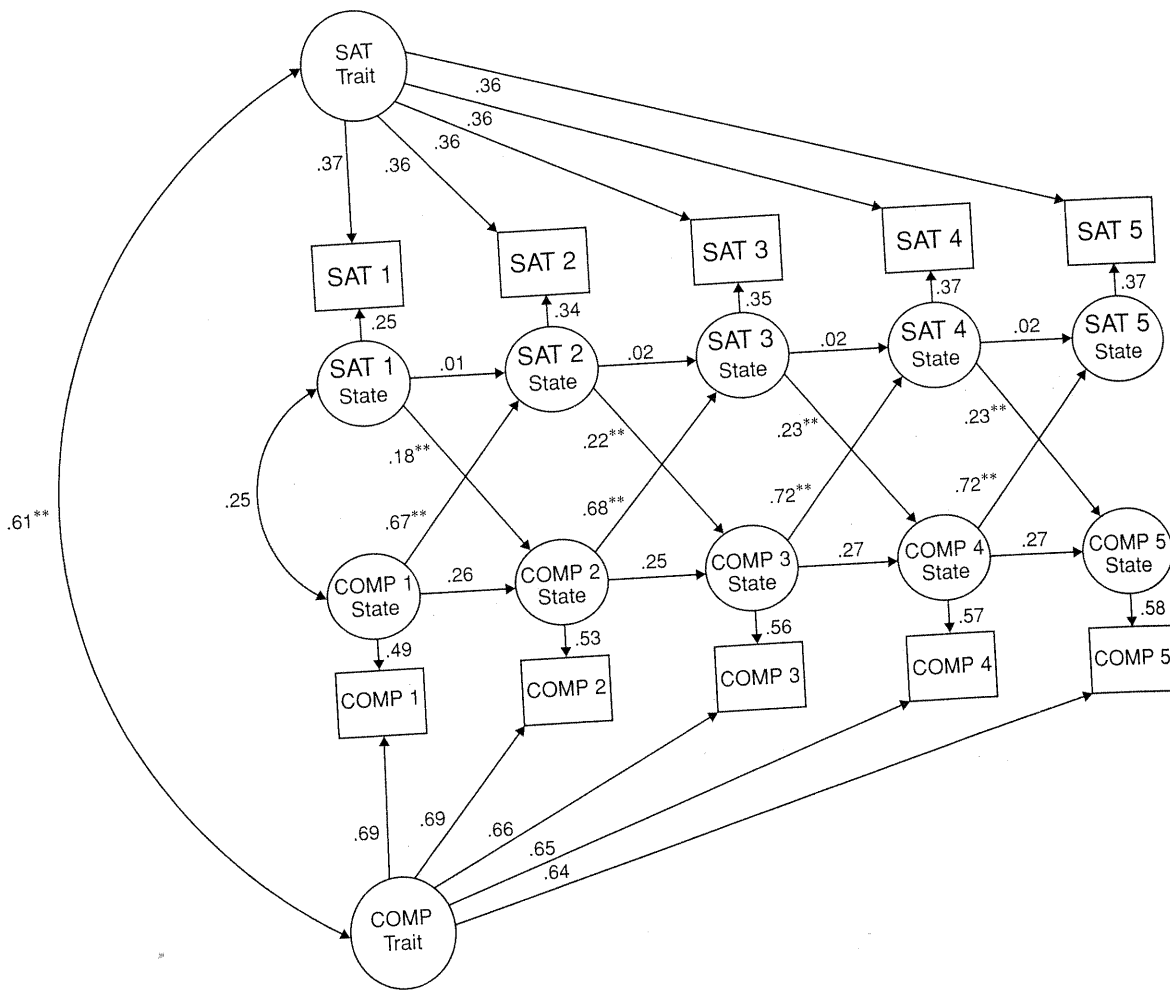 SAT
Trait
.36
.36
.36
.36
.37
SAT 1
SAT 2
SAT 3
SAT 4
SAT 5
.25
.34
.35
.37
.37
SAT 1
State
.01
SAT 2
State
.02
SAT 3
State
.02
SAT 4
State
.02
SAT 5
State
.18**
.22**
.23**
.23**
.25
.61**
.67**
.68**
.72**
.72**
COMP 1
State
.26
COMP 2
State
.25
COMP 3
State
.27
COMP 4
State
.27
COMP 5
State
.49
.53
.56
.57
.58
COMP 1
COMP 2
COMP 3
COMP 4
COMP 5
.69
.69
.66
.65
.64
COMP
Trait